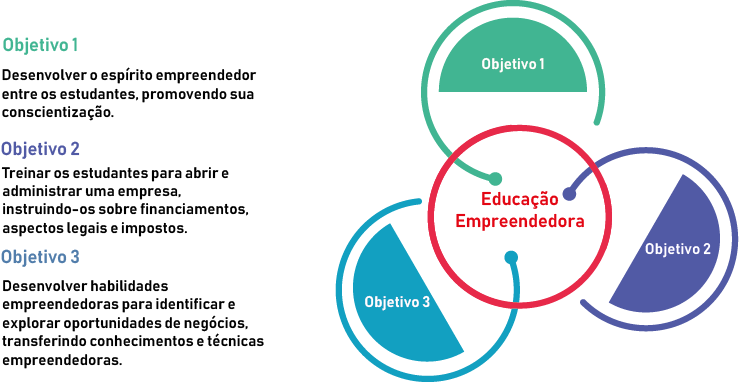 Objetivo 1
Desenvolver o espírito empreendedor
entre os estudantes, promovendo sua
conscientização.
Objetivo 2
Treinar os estudantes para abrir e
administrar uma empresa,
instruindo-os sobre financiamentos,
aspectos legais e impostos.
Objetivo 3
Desenvolver habilidades
empreendedoras para identificar e
explorar oportunidades de negócios,
transferindo conhecimentos e técnicas
empreendedoras.
Objetivo 1
Educação
Empreendedora
Objetivo 2
Objetivo 3